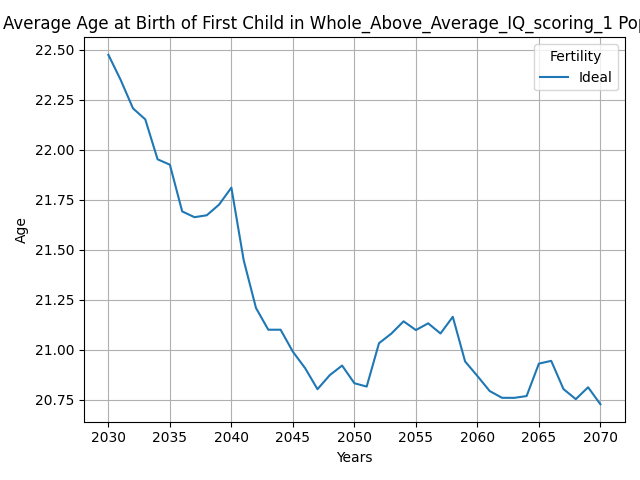 Average Age at Birth of First Child in Whole_Above_Average_IQ_scoring_1 Po
Fertility
Ideal
22.50
22.25
22.00
21.75
21.50
21.25
21.00
20.75
Age
2030 2035 2040 2045 2050 2055 2060 2065 2070
Years